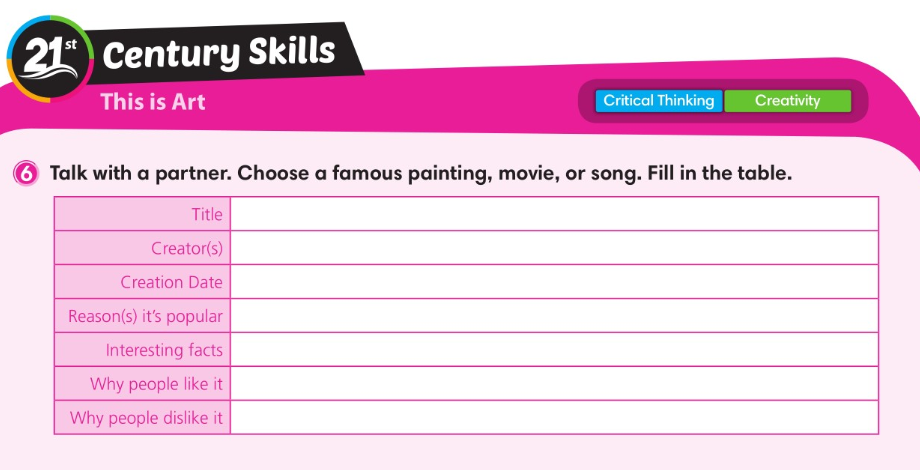 21st Century Skills
This is Art
Critical Thinking Creativity
6 Talk with a partner. Choose a famous painting, movie, or song. Fill in the table.
Title
Creator(s)
Creation Date
Reason(s) it's popular
Interesting facts
Why people like it
Why people dislike it